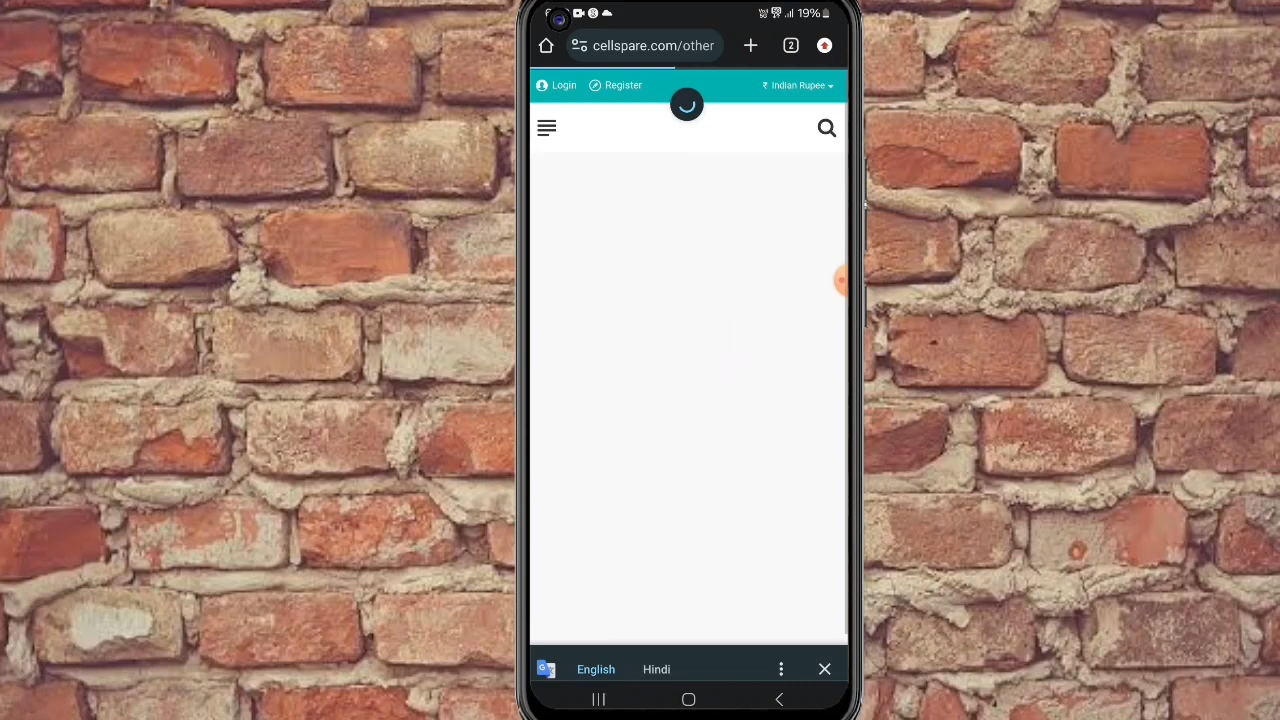 19%
cellspare.com/other
2
Login Register ₹ Indian Rupee
English Hindi